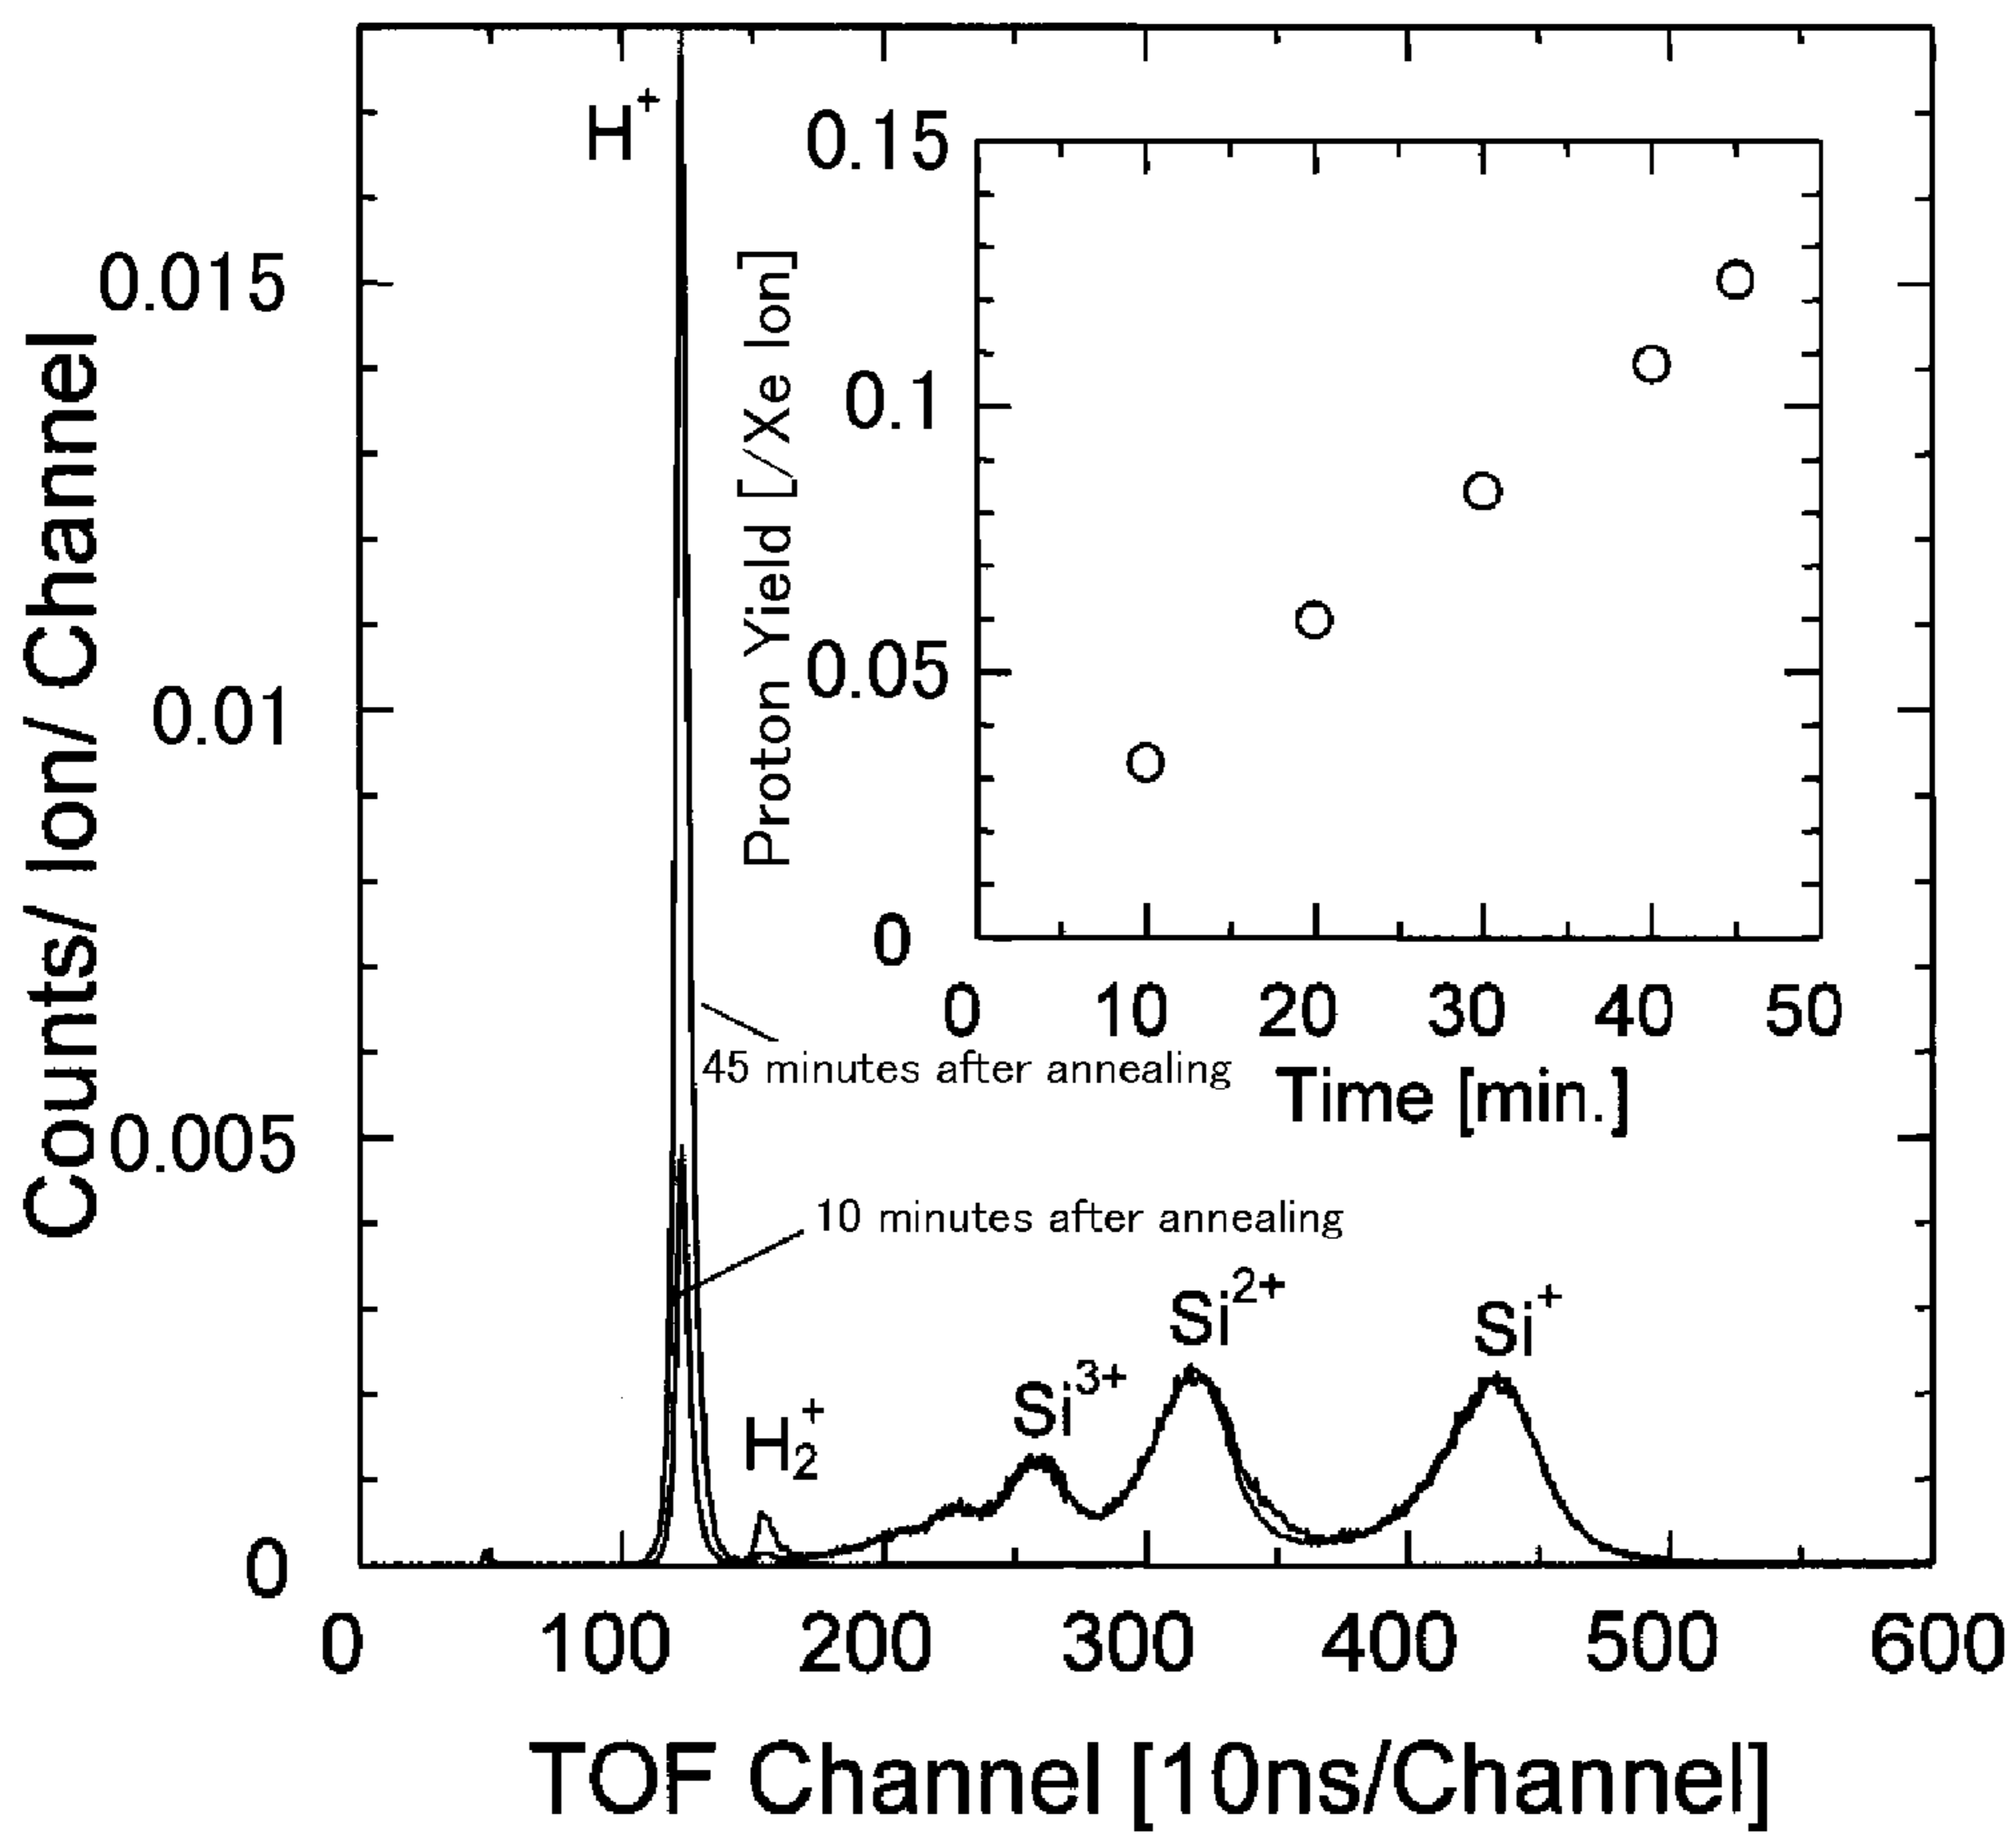 H+
0.15
0.1
0.05
0
Proton Yield [/Xe Ion]
0 10 20 30 40 50
Time [min.]
0.015
0.01
0.005
0
Counts/ Ion/ Channel
45 minutes after annealing
10 minutes after annealing
H2+
Si3+
Si2+
Si+
0 100 200 300 400 500 600
TOF Channel [10ns/Channel]